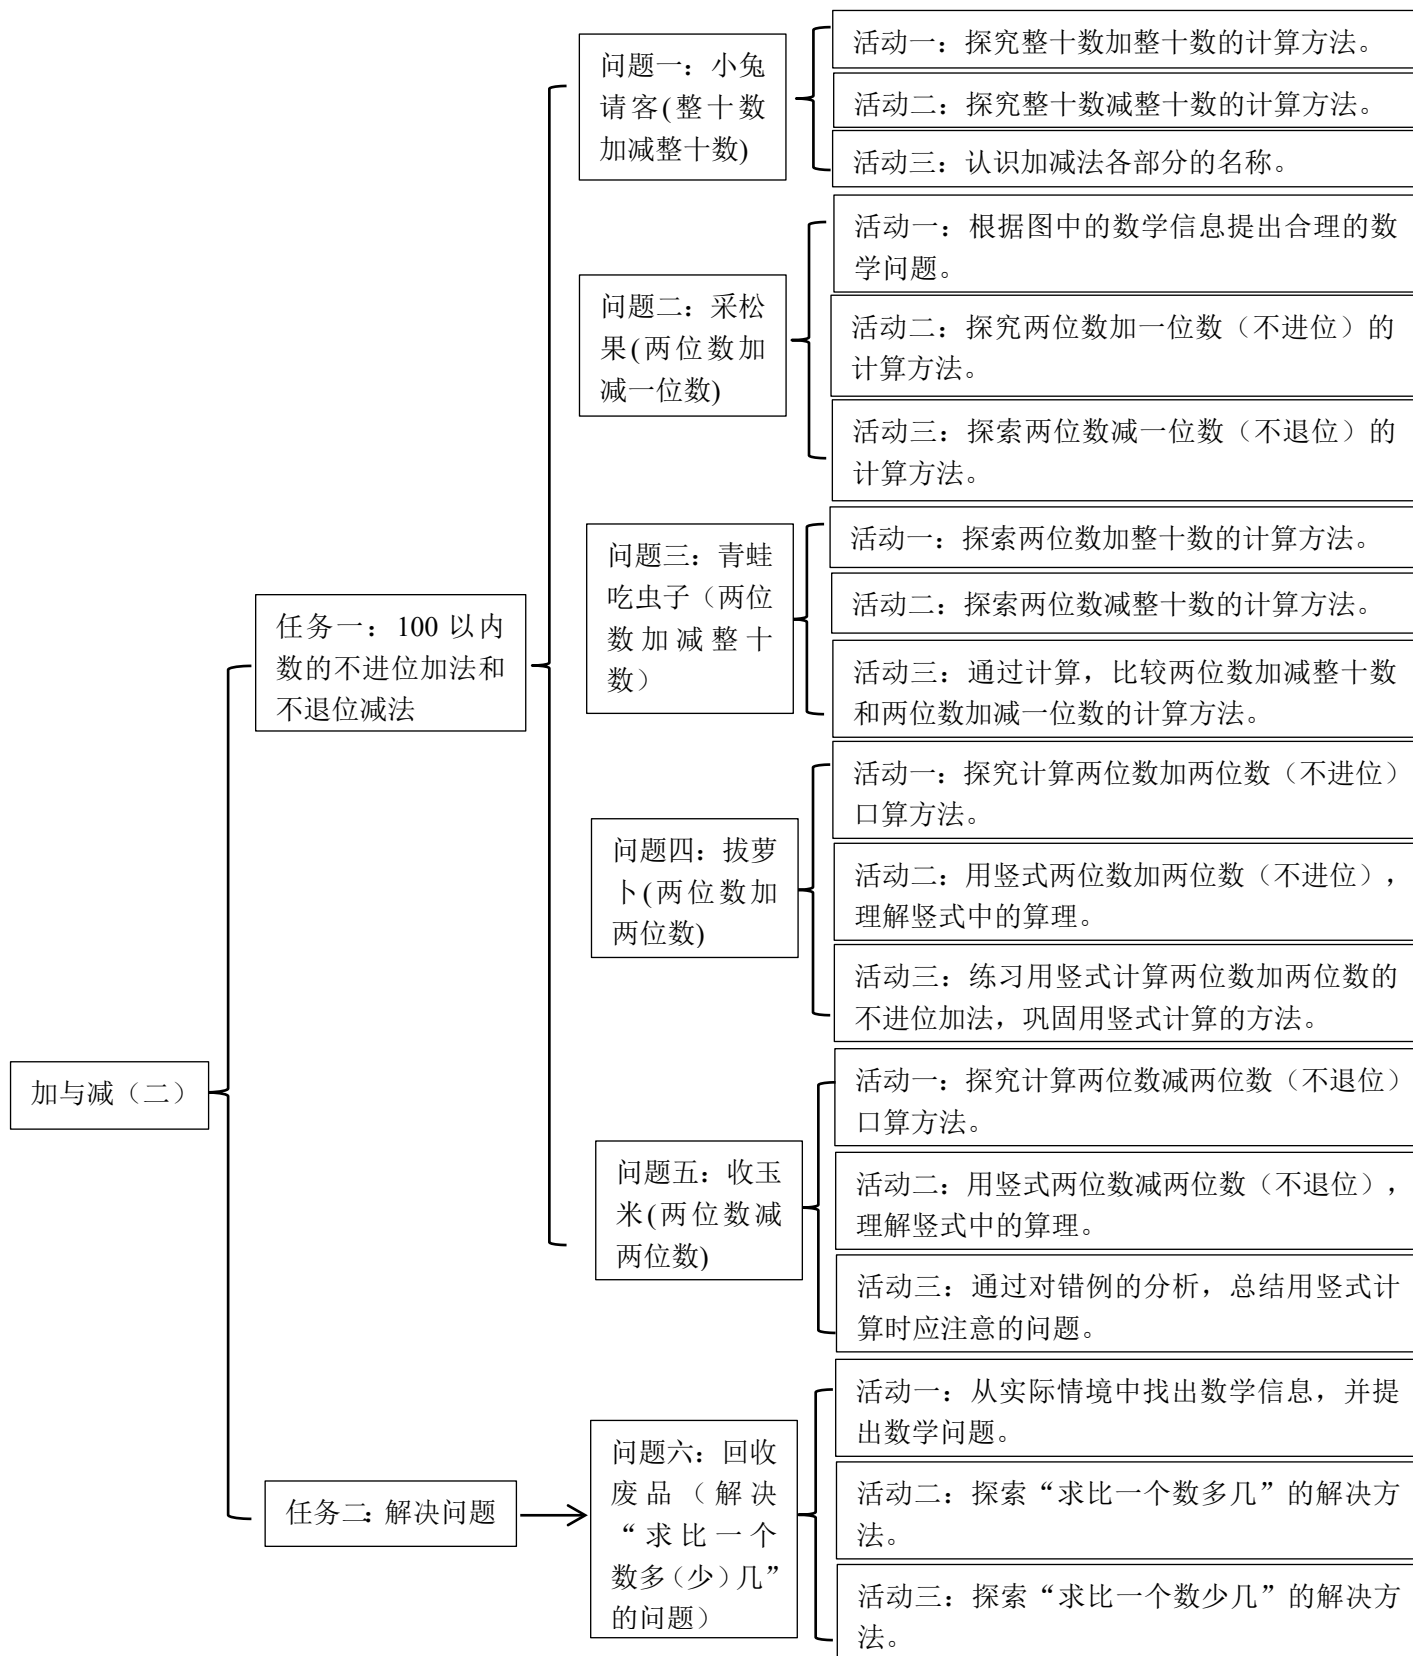 加与减（二）
任务一：100 以内
数的不进位加法和
不退位减法
问题一：小兔
请客(整十数
加减整十数)
活动一：探究整十数加整十数的计算方法。
活动二：探究整十数减整十数的计算方法。
活动三：认识加减法各部分的名称。
问题二：采松
果(两位数加
减一位数)
活动一：根据图中的数学信息提出合理的数
学问题。
活动二：探究两位数加一位数（不进位）的
计算方法。
活动三：探索两位数减一位数（不退位）的
计算方法。
问题三：青蛙
吃虫子（两位
数加减整十
数）
活动一：探索两位数加整十数的计算方法。
活动二：探索两位数减整十数的计算方法。
活动三：通过计算，比较两位数加减整十数
和两位数加减一位数的计算方法。
问题四：拔萝
卜(两位数加
两位数)
活动一：探究计算两位数加两位数（不进位）
口算方法。
活动二：用竖式两位数加两位数（不进位），
理解竖式中的算理。
活动三：练习用竖式计算两位数加两位数的
不进位加法，巩固用竖式计算的方法。
问题五：收玉
米(两位数减
两位数)
活动一：探究计算两位数减两位数（不退位）
口算方法。
活动二：用竖式两位数减两位数（不退位），
理解竖式中的算理。
活动三：通过对错例的分析，总结用竖式计
算时应注意的问题。
任务二：解决问题
问题六：回收
废品（解决
“求比一个
数多（少）几”
的问题）
活动一：从实际情境中找出数学信息，并提
出数学问题。
活动二：探索“求比一个数多几”的解决方
法。
活动三：探索“求比一个数少几”的解决方
法。